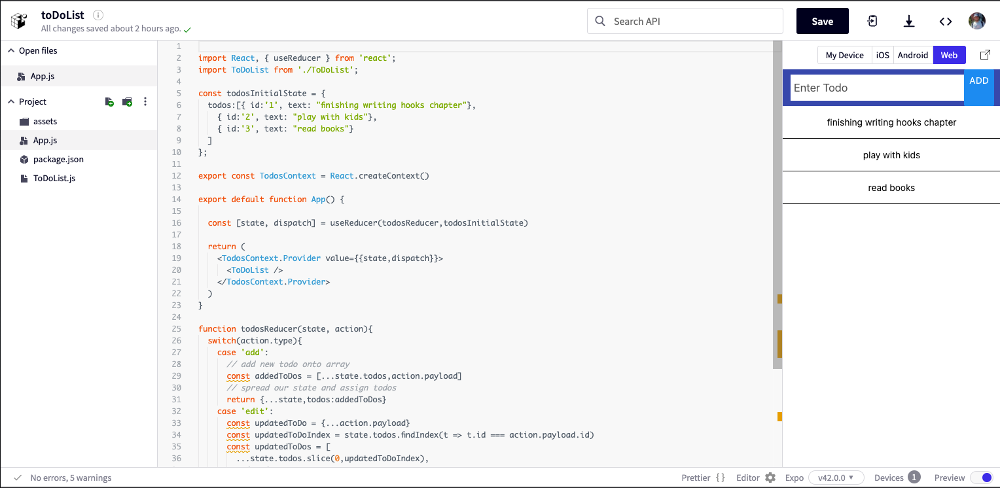 toDoList
All changes saved about 2 hours ago.
Search API
Save
Open files
App.js
Project
assets
App.js
package.json
ToDoList.js
1
2 import React, { useReducer } from 'react';
3 import ToDoList from './ToDoList';
4
5 const todosInitialState = {
6 todos:[{ id:'1', text: "finishing writing hooks chapter"},
7 { id:'2', text: "play with kids"},
8 { id:'3', text: "read books"}
9 ]
10 };
11
12 export const TodosContext = React.createContext()
13
14 export default function App() {
15
16 const [state, dispatch] = useReducer(todosReducer,todosInitialState)
17
18 return (
19 <TodosContext.Provider value={{state,dispatch}}>
20 <ToDoList />
21 </TodosContext.Provider>
22 )
23 }
24
25 function todosReducer(state, action){
26 switch(action.type){
27 case 'add':
28 // add new todo onto array
29 const addedToDos = [...state.todos,action.payload]
30 // spread our state and assign todos
31 return {...state,todos:addedToDos}
32 case 'edit':
33 const updatedToDo = {...action.payload}
34 const updatedToDoIndex = state.todos.findIndex(t => t.id === action.payload.id)
35 const updatedToDos = [
36 ...state.todos.slice(0,updatedToDoIndex),
My Device iOS Android Web
Enter Todo ADD
finishing writing hooks chapter
play with kids
read books
No errors, 5 warnings
Prettier {} Editor Expo v42.0.0 Devices 1 Preview